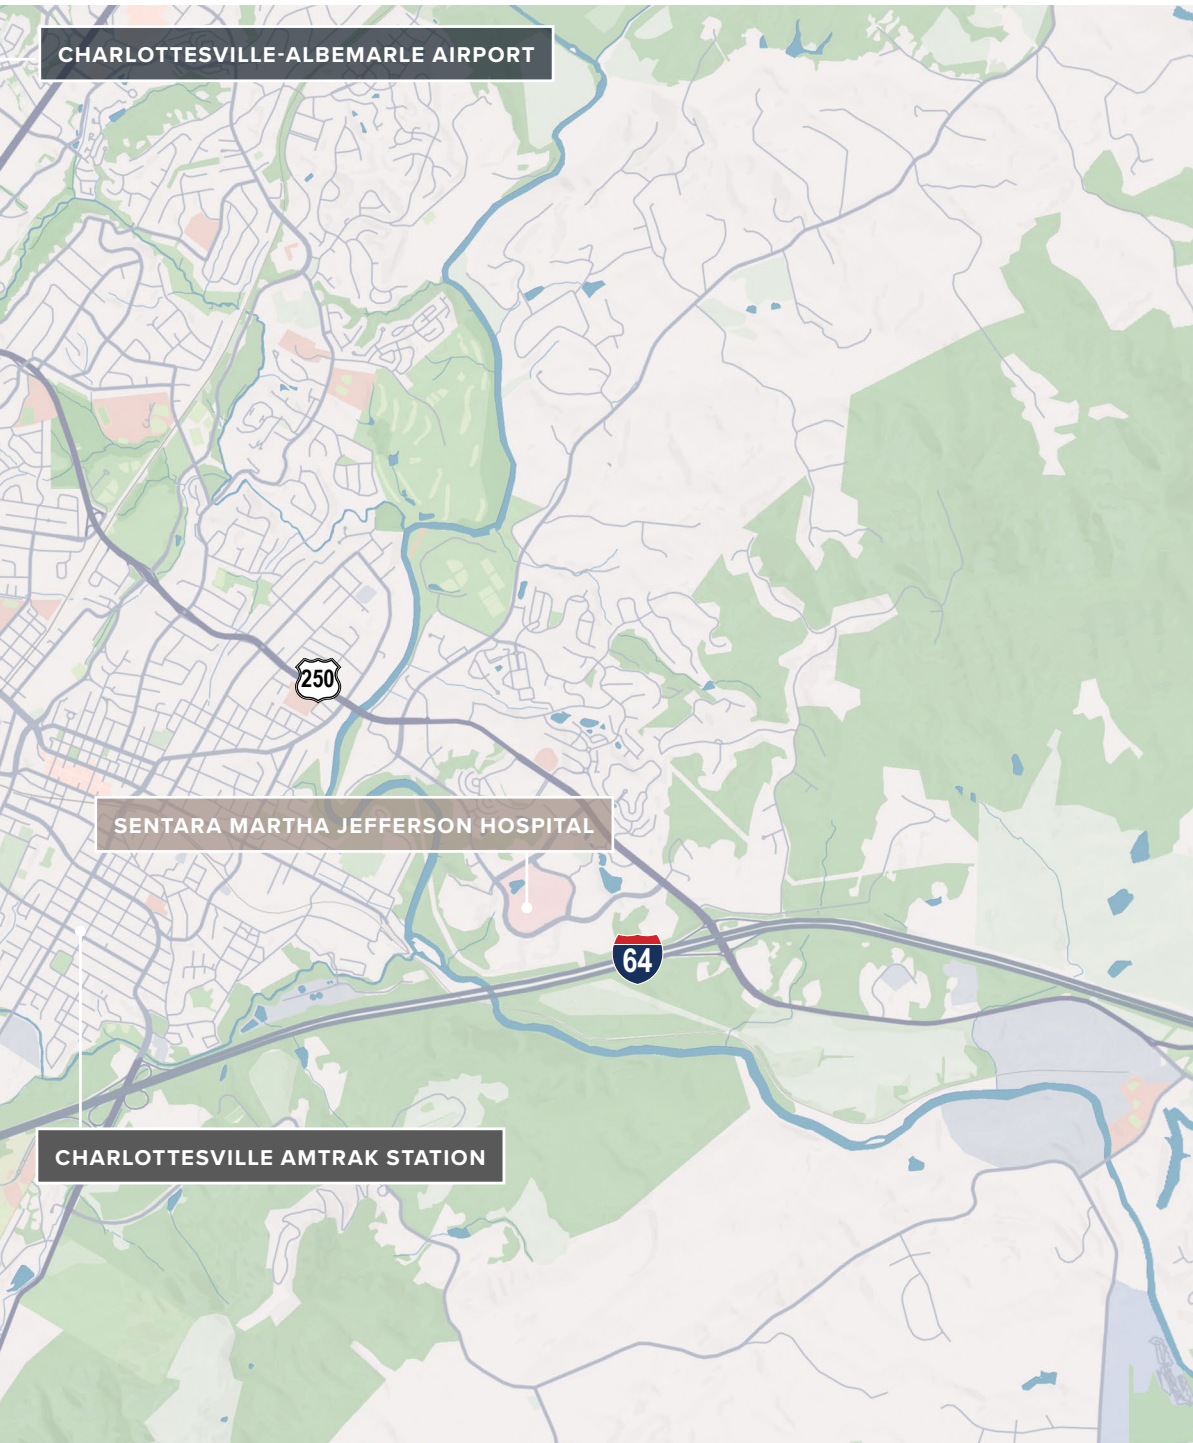 CHARLOTTESVILLE-ALBEMARLE AIRPORT
250
SENTARA MARTHA JEFFERSON HOSPITAL
64
CHARLOTTESVILLE AMTRAK STATION